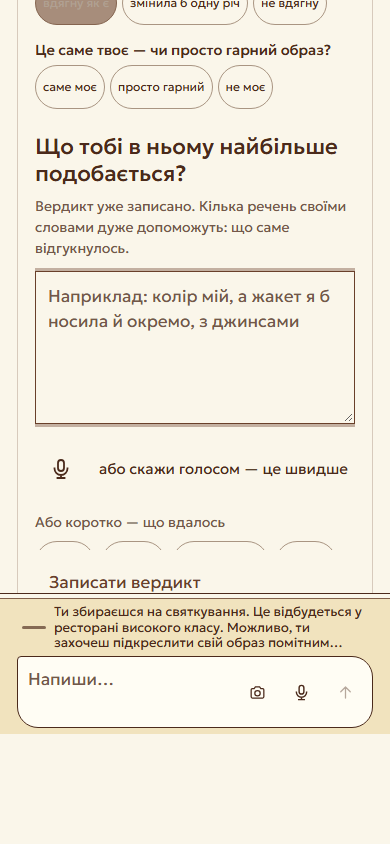 вдягну як є
змінила б одну річ
не вдягну
Це саме твоє — чи просто гарний образ?
саме моє
просто гарний
не моє
Що тобі в ньому найбільше
подобається?
Вердикт уже записано. Кілька речень своїми
словами дуже допоможуть: що саме
відгукнулось.
Наприклад: колір мій, а жакет я б
носила й окремо, з джинсами
або скажи голосом — це швидше
Або коротко — що вдалось
Записати вердикт
Ти збираєшся на святкування. Це відбудеться у
ресторані високого класу. Можливо, ти
захочеш підкреслити свій образ помітним…
Напиши…